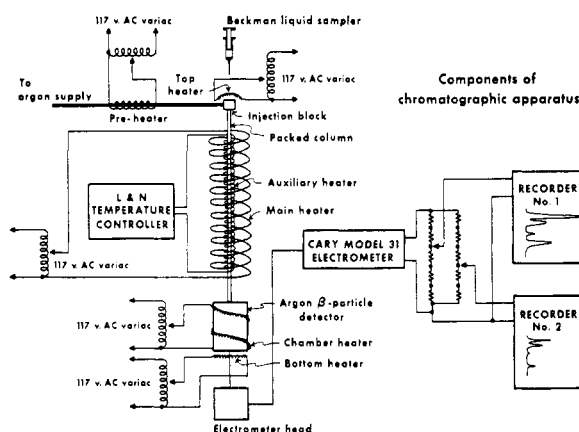 117 v. AC variac
Beckman liquid sampler
117 v. AC variac
To
argon supply
Top
heater
Pre-heater
Injection block
Packed column
Components of
chromatographic apparatus
L & N
TEMPERATURE
CONTROLLER
Auxiliary heater
Main heater
117 v. AC variac
CARY MODEL 31
ELECTROMETER
RECORDER
No. 1
RECORDER
No. 2
117 v. AC variac
Argon β-particle
detector
Chamber heater
Bottom heater
117 v. AC variac
Electrometer head